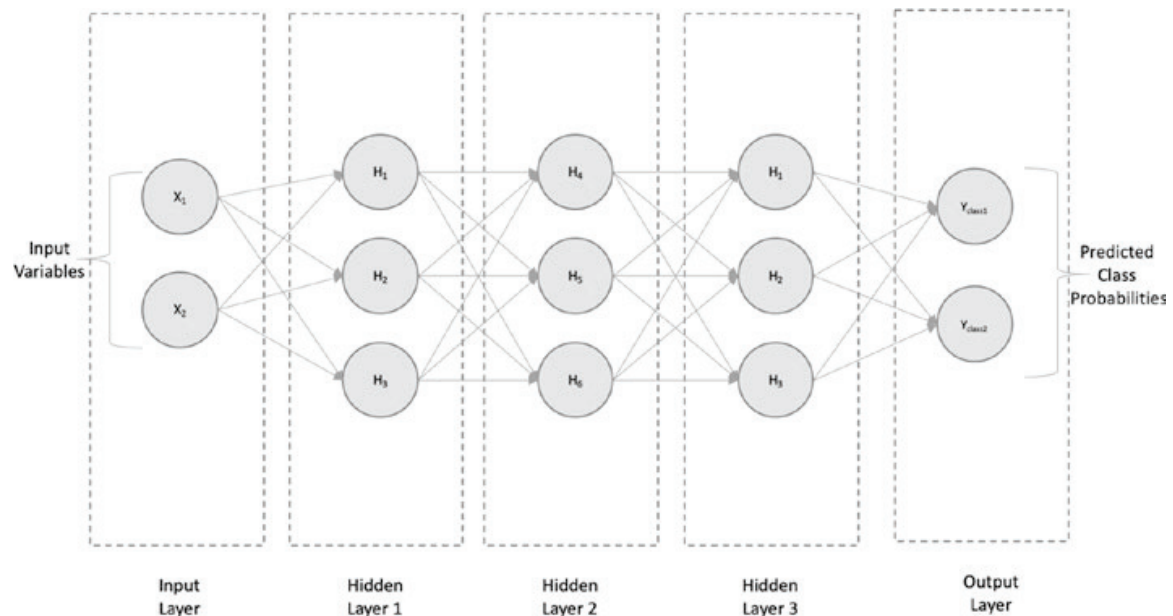 Input
Variables
X₁
X₂
H₁
H₂
H₃
H₄
H₅
H₆
H₁
H₂
H₃
Yclass1
Yclass2
Predicted
Class
Probabilities
Input
Layer
Hidden
Layer 1
Hidden
Layer 2
Hidden
Layer 3
Output
Layer